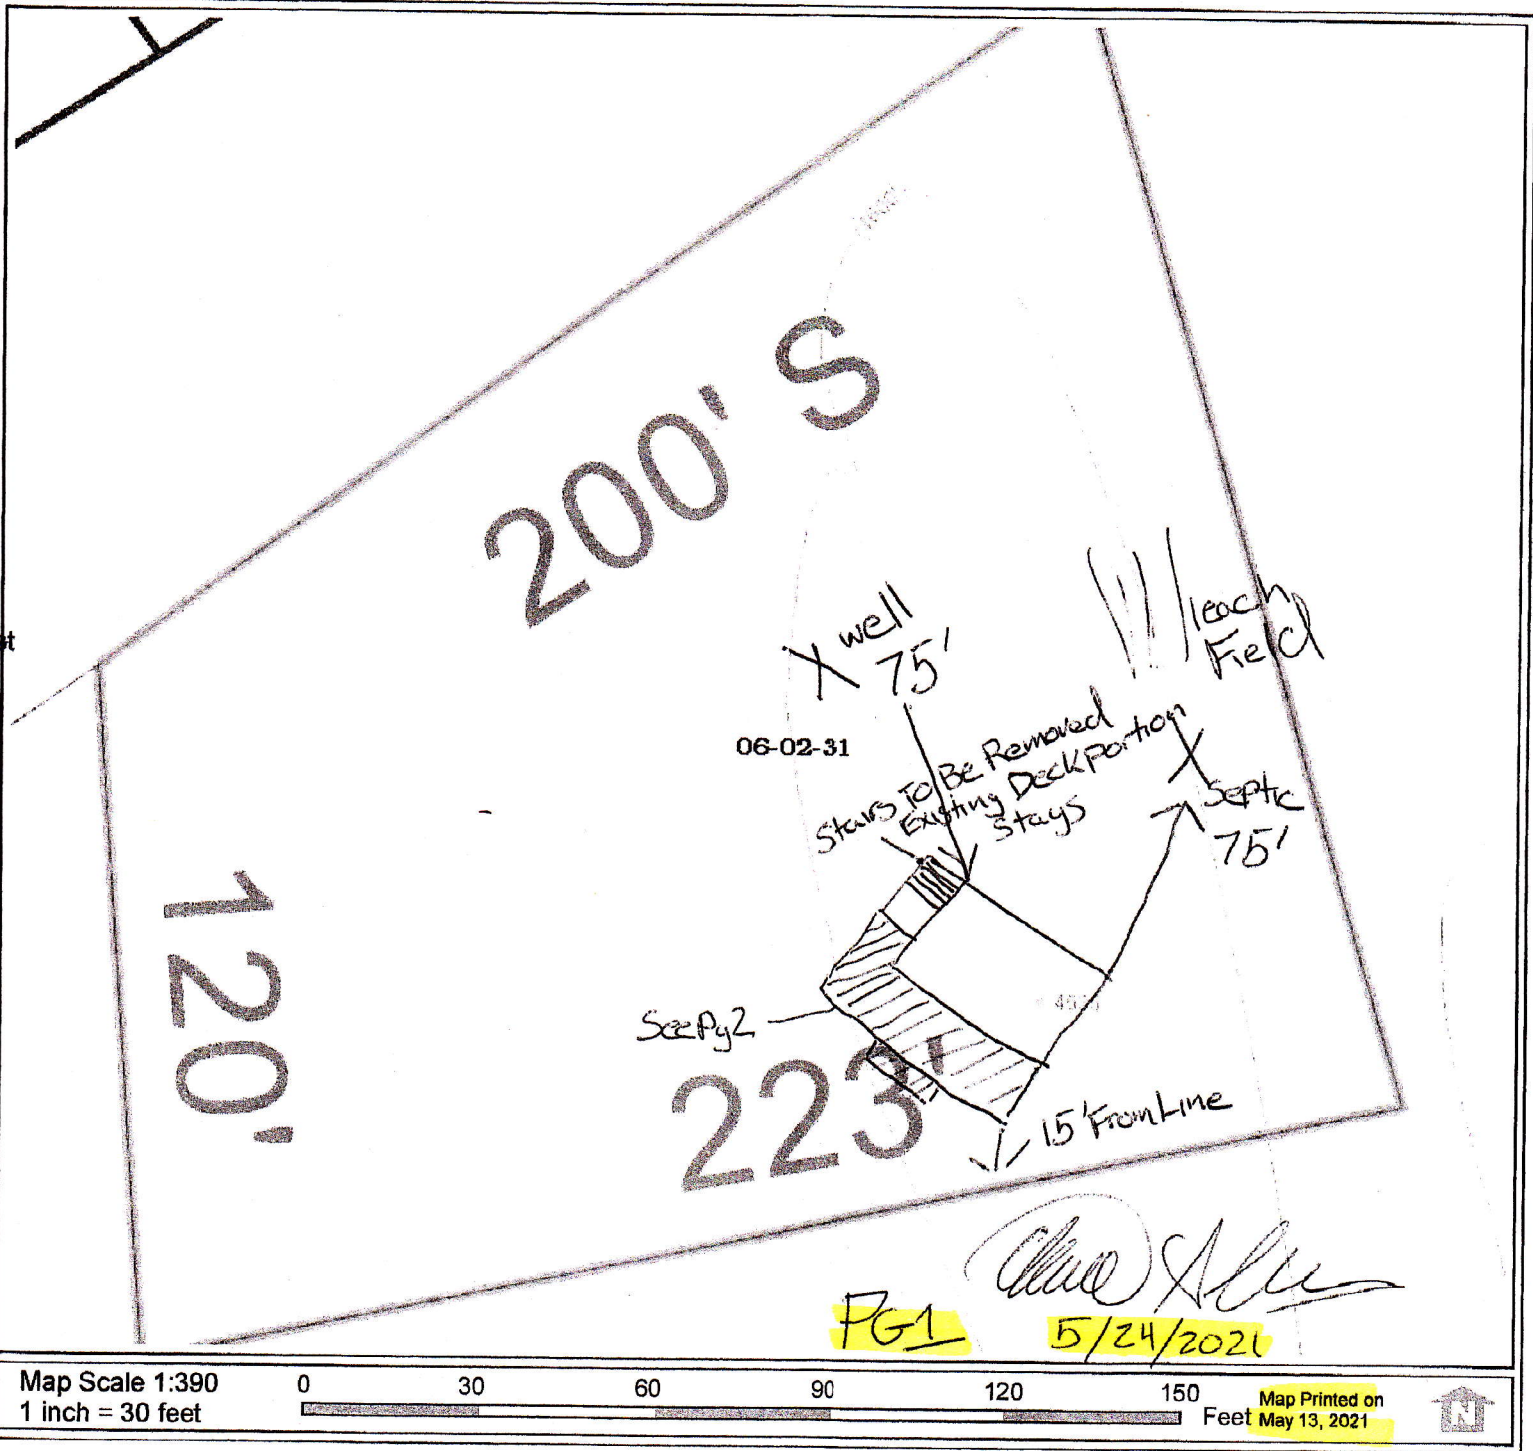 200' S
well
75'
leach
Field
06-02-31
Stairs To Be Removed
Existing Deck portion
Stays
Septic
75'
120'
See Pg 2
223'
15' From Line
PG1
5/24/2021
Map Scale 1:390
1 inch = 30 feet
0 30 60 90 120 150
Feet
Map Printed on
May 13, 2021
N